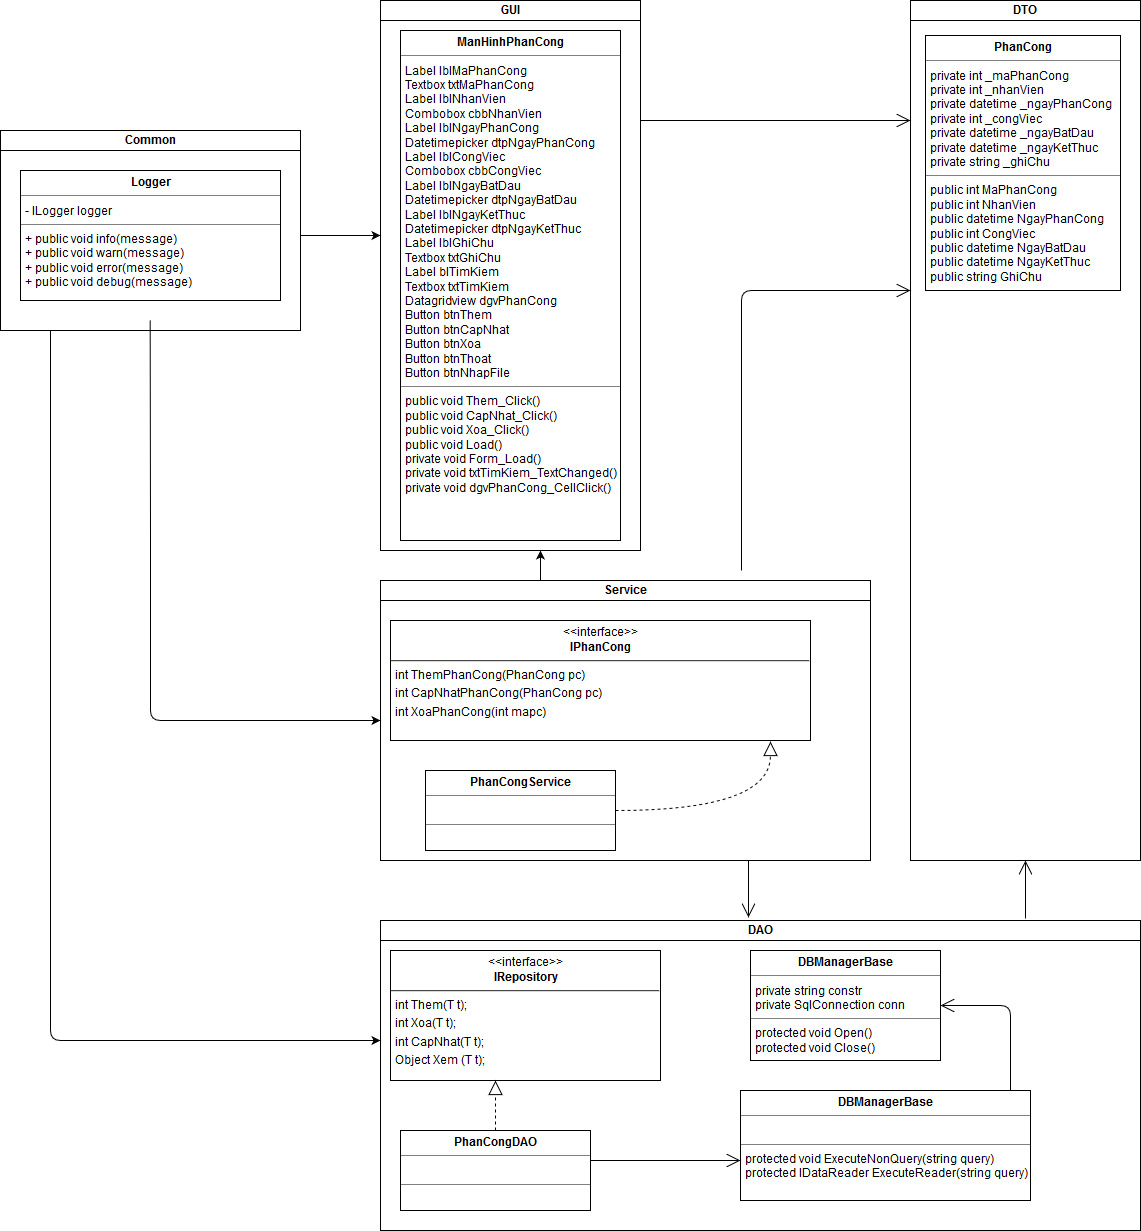 GUI
ManHinhPhanCong
Label lblMaPhanCong
Textbox txtMaPhanCong
Label lblNhanVien
Combobox cbbNhanVien
Label lblNgayPhanCong
Datetimepicker dtpNgayPhanCong
Label lblCongViec
Combobox cbbCongViec
Label lblNgayBatDau
Datetimepicker dtpNgayBatDau
Label lblNgayKetThuc
Datetimepicker dtpNgayKetThuc
Label lblGhiChu
Textbox txtGhiChu
Label blTimKiem
Textbox txtTimKiem
Datagridview dgvPhanCong
Button btnThem
Button btnCapNhat
Button btnXoa
Button btnThoat
Button btnNhapFile
public void Them_Click()
public void CapNhat_Click()
public void Xoa_Click()
public void Load()
private void Form_Load()
private void txtTimKiem_TextChanged()
private void dgvPhanCong_CellClick()
DTO
PhanCong
private int _maPhanCong
private int _nhanVien
private datetime _ngayPhanCong
private int _congViec
private datetime _ngayBatDau
private datetime _ngayKetThuc
private string _ghiChu
public int MaPhanCong
public int NhanVien
public datetime NgayPhanCong
public int CongViec
public datetime NgayBatDau
public datetime NgayKetThuc
public string GhiChu
Common
Logger
- ILogger logger
+ public void info(message)
+ public void warn(message)
+ public void error(message)
+ public void debug(message)
Service
<<interface>>
IPhanCong
int ThemPhanCong(PhanCong pc)
int CapNhatPhanCong(PhanCong pc)
int XoaPhanCong(int mapc)
PhanCongService
DAO
<<interface>>
IRepository
int Them(T t);
int Xoa(T t);
int CapNhat(T t);
Object Xem (T t);
PhanCongDAO
DBManagerBase
private string constr
private SqlConnection conn
protected void Open()
protected void Close()
DBManagerBase
protected void ExecuteNonQuery(string query)
protected IDataReader ExecuteReader(string query)